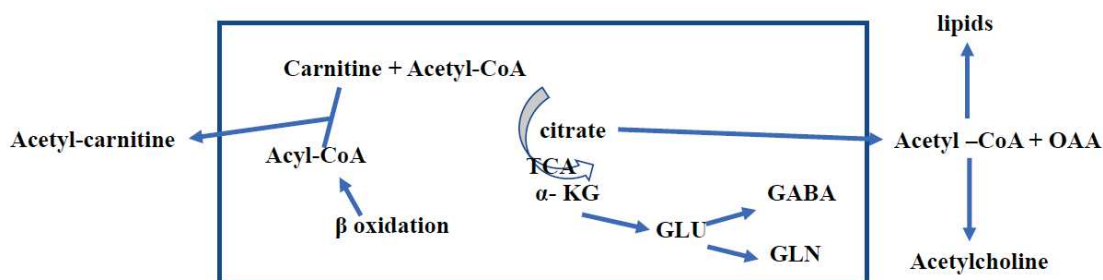 lipids
Carnitine + Acetyl-CoA
Acetyl-carnitine
citrate
Acetyl –CoA + OAA
Acyl-CoA
TCA
α- KG
GABA
β oxidation
GLU
GLN
Acetylcholine